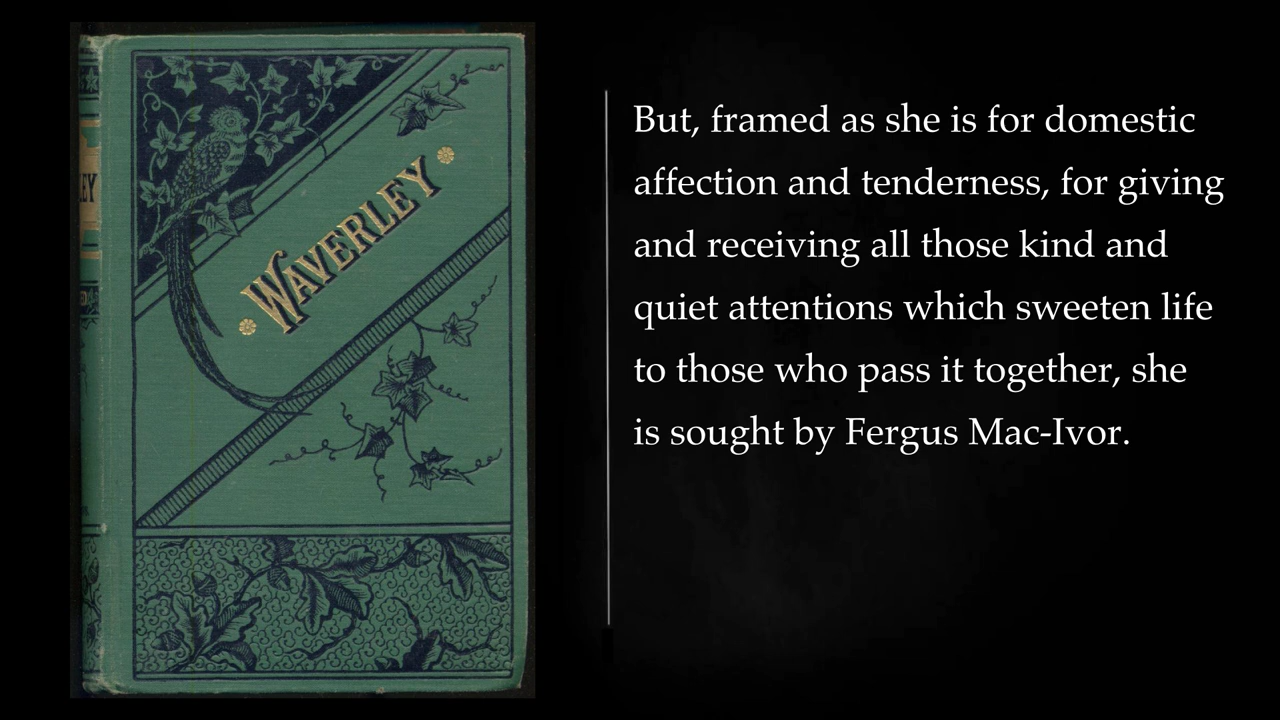 WAVERLEY
EY
But, framed as she is for domestic
affection and tenderness, for giving
and receiving all those kind and
quiet attentions which sweeten life
to those who pass it together, she
is sought by Fergus Mac-Ivor.